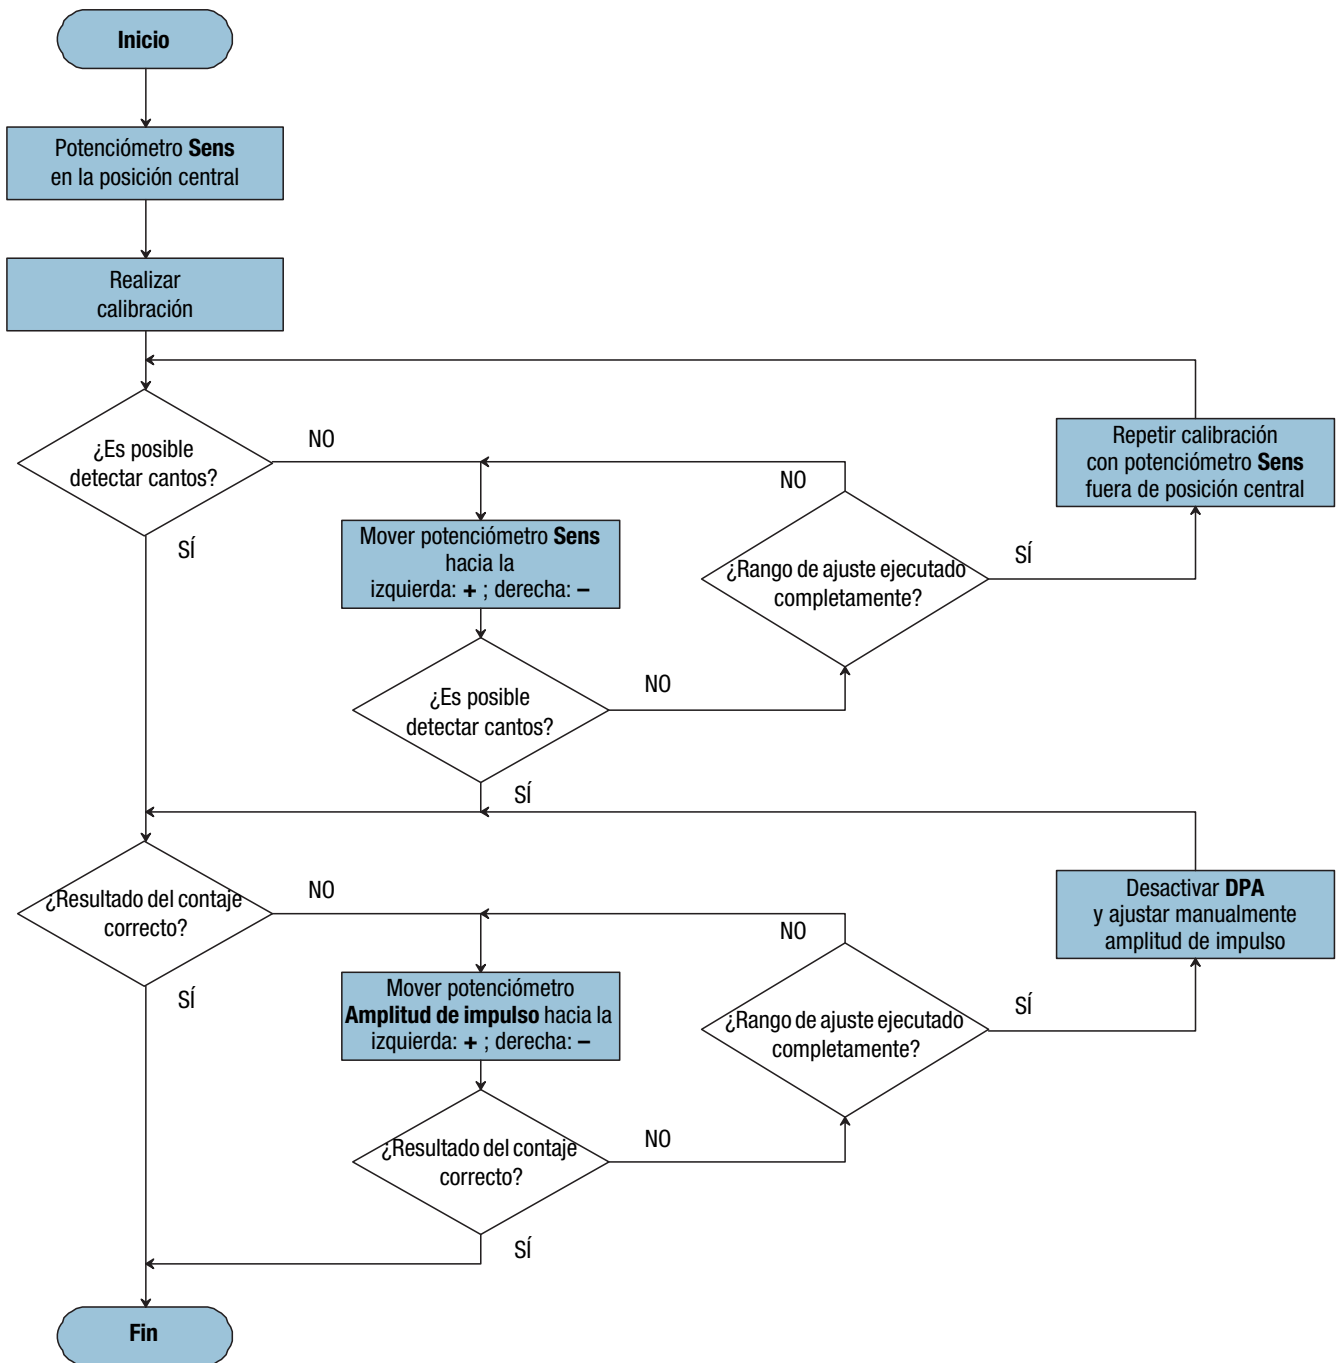 Inicio
Potenciómetro Sens
en la posición central
Realizar
calibración
¿Es posible
detectar cantos?
NO
SÍ
Mover potenciómetro Sens
hacia la
izquierda: + ; derecha: –
¿Es posible
detectar cantos?
NO
SÍ
¿Rango de ajuste ejecutado
completamente?
NO
SÍ
Repetir calibración
con potenciómetro Sens
fuera de posición central
¿Resultado del contaje
correcto?
NO
SÍ
Mover potenciómetro
Amplitud de impulso hacia la
izquierda: + ; derecha: –
¿Resultado del contaje
correcto?
NO
SÍ
¿Rango de ajuste ejecutado
completamente?
NO
SÍ
Desactivar DPA
y ajustar manualmente
amplitud de impulso
Fin